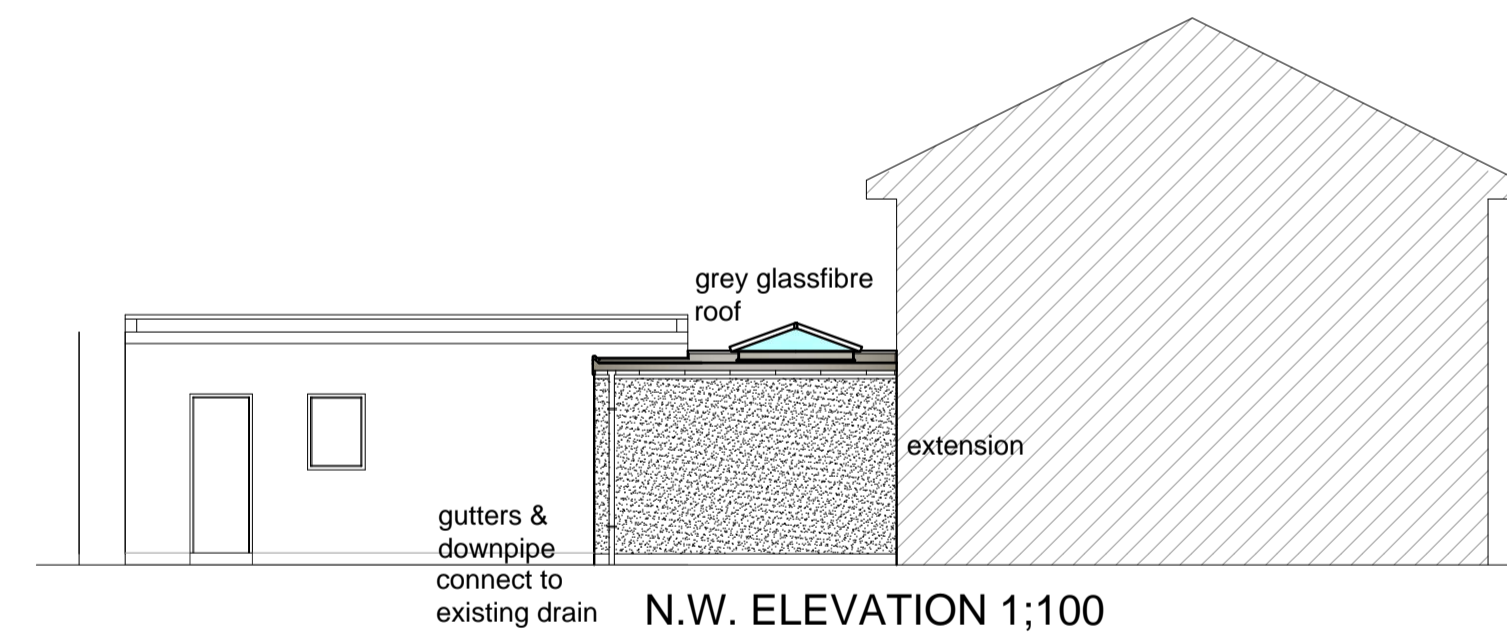 grey glassfibre
roof
extension
gutters &
downpipe
connect to
existing drain
N.W. ELEVATION 1;100